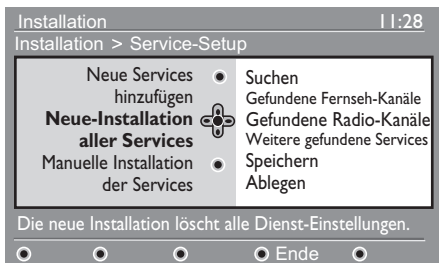 Installation 11:28
Installation > Service-Setup
Neue Services
hinzufügen
Neue-Installation
aller Services
Manuelle Installation
der Services
Suchen
Gefundene Fernseh-Kanäle
Gefundene Radio-Kanäle
Weitere gefundene Services
Speichern
Ablegen
Die neue Installation löscht alle Dienst-Einstellungen.
Ende